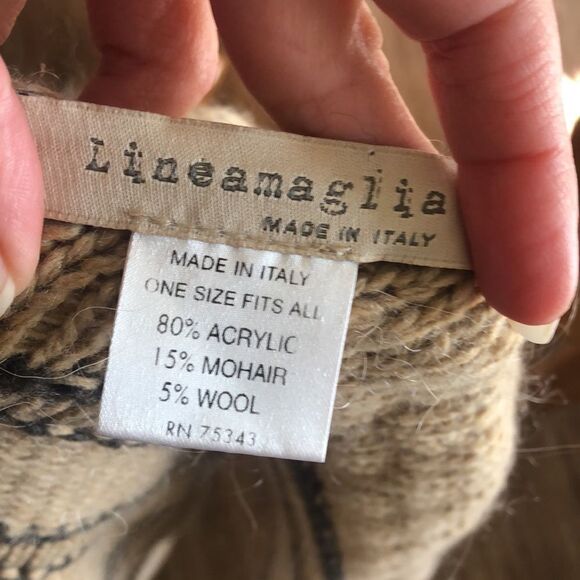 Lineamaglia
MADE IN ITALY
MADE IN ITALY
ONE SIZE FITS ALL
80% ACRYLIC
15% MOHAIR
5% WOOL
RN 75343